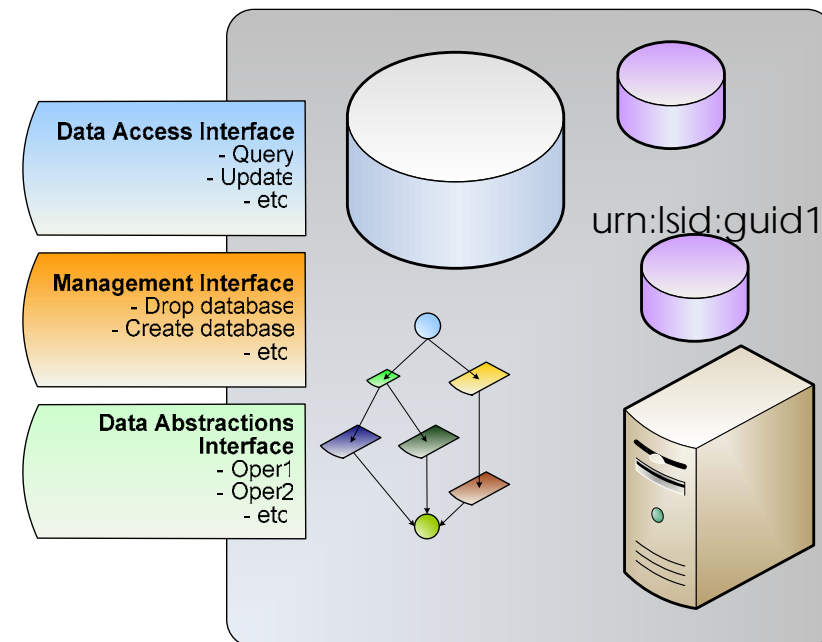 Data Access Interface
- Query
- Update
- etc
Management Interface
- Drop database
- Create database
- etc
Data Abstractions
Interface
- Oper1
- Oper2
- etc
urn:lsid:guid1